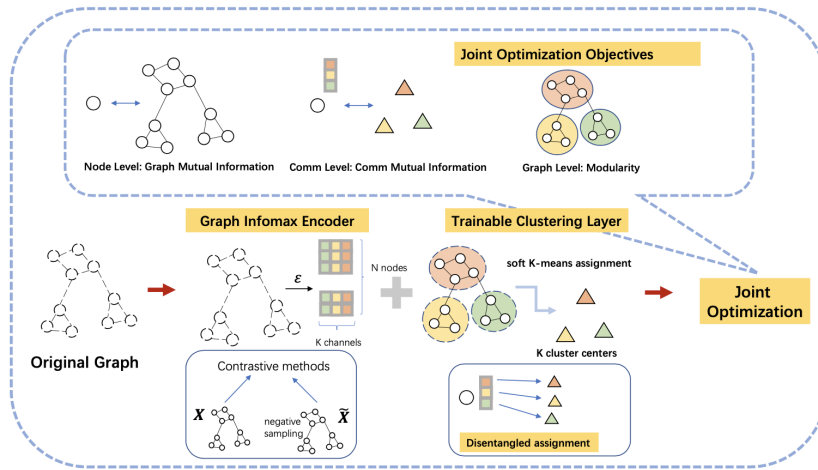 Joint Optimization Objectives
Node Level: Graph Mutual Information
Comm Level: Comm Mutual Information
Graph Level: Modularity
Graph Infomax Encoder
Trainable Clustering Layer
ε
N nodes
K channels
soft K-means assignment
K cluster centers
Joint
Optimization
Original Graph
Contrastive methods
X
negative
sampling
X̃
Disentangled assignment